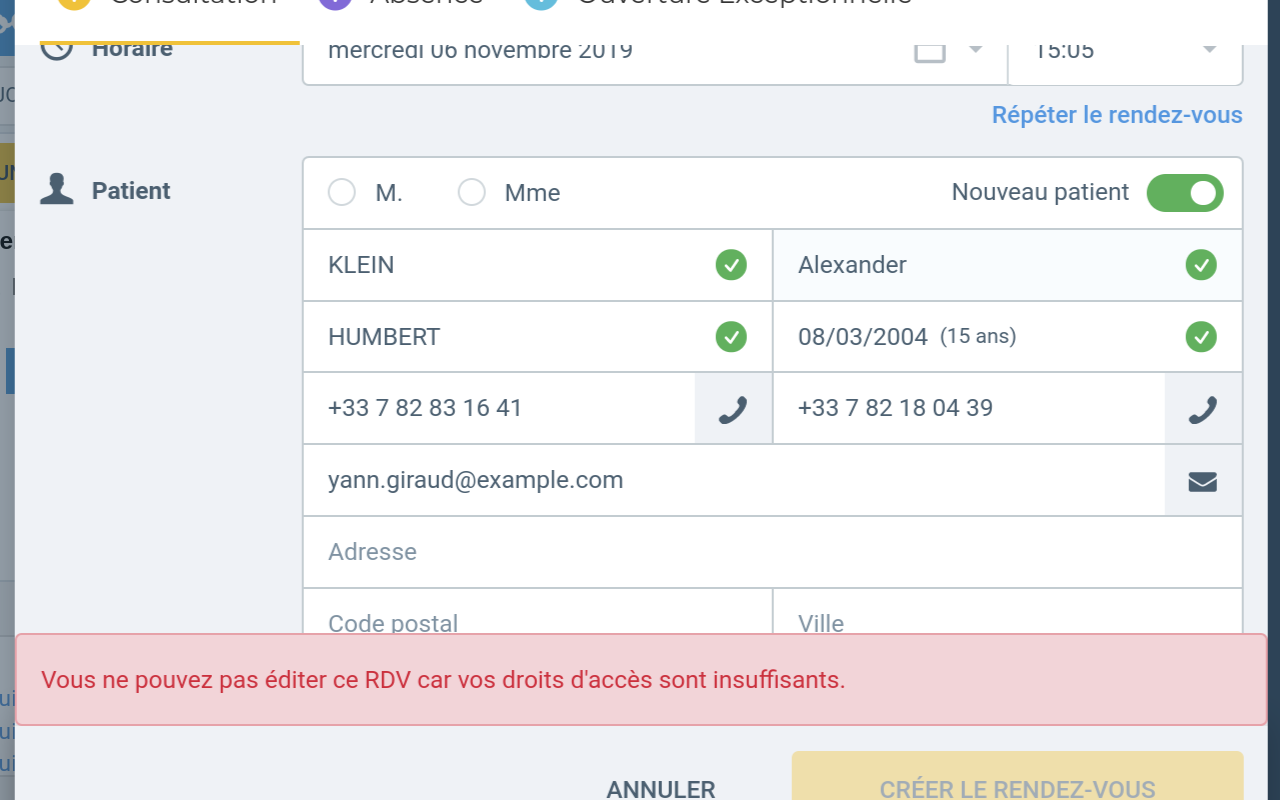 Consultation Absence Ouverture Exceptionnelle
Horaire mercredi 06 novembre 2019 15:05
Répéter le rendez-vous
Patient M. Mme Nouveau patient
KLEIN Alexander
HUMBERT 08/03/2004 (15 ans)
+33 7 82 83 16 41 +33 7 82 18 04 39
yann.giraud@example.com
Adresse
Code postal Ville
Vous ne pouvez pas éditer ce RDV car vos droits d'accès sont insuffisants.
ANNULER CRÉER LE RENDEZ-VOUS